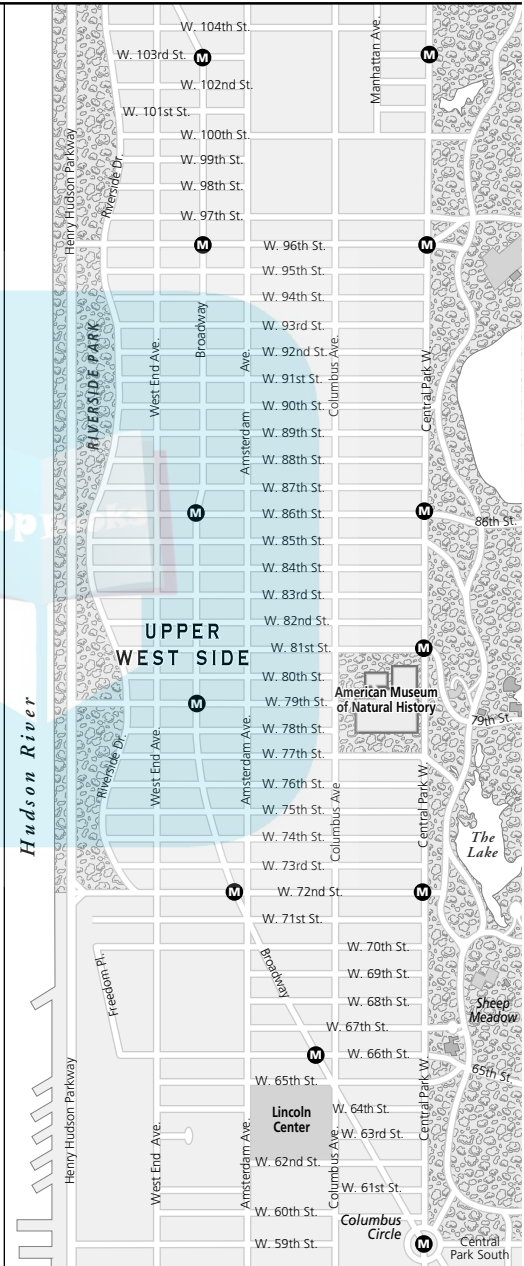 W. 104th St.
W. 103rd St.
M
M
Manhattan Ave.
W. 102nd St.
W. 101st St.
W. 100th St.
Henry Hudson Parkway
Riverside Dr.
W. 99th St.
W. 98th St.
W. 97th St.
M
W. 96th St.
M
W. 95th St.
W. 94th St.
RIVERSIDE PARK
West End Ave.
Broadway
Amsterdam Ave.
W. 93rd St.
Columbus Ave.
Central Park W.
W. 92nd St.
W. 91st St.
W. 90th St.
W. 89th St.
W. 88th St.
W. 87th St.
M
W. 86th St.
M
86th St.
W. 85th St.
W. 84th St.
W. 83rd St.
W. 82nd St.
UPPER
WEST SIDE
W. 81st St.
M
W. 80th St.
American Museum
of Natural History
M
W. 79th St.
79th St.
Hudson River
Riverside Dr.
West End Ave.
Amsterdam Ave.
W. 78th St.
W. 77th St.
W. 76th St.
Columbus Ave
Central Park W.
W. 75th St.
W. 74th St.
The
Lake
W. 73rd St.
M
W. 72nd St.
M
W. 71st St.
Freedom Pl.
Broadway
W. 70th St.
W. 69th St.
W. 68th St.
Sheep
Meadow
W. 67th St.
M
W. 66th St.
65th St.
Henry Hudson Parkway
W. 65th St.
Central Park W.
Lincoln
Center
W. 64th St.
West End Ave.
Amsterdam Ave.
Columbus Ave.
W. 63rd St.
W. 62nd St.
W. 61st St.
W. 60th St.
Columbus
Circle
W. 59th St.
M
Central
Park South